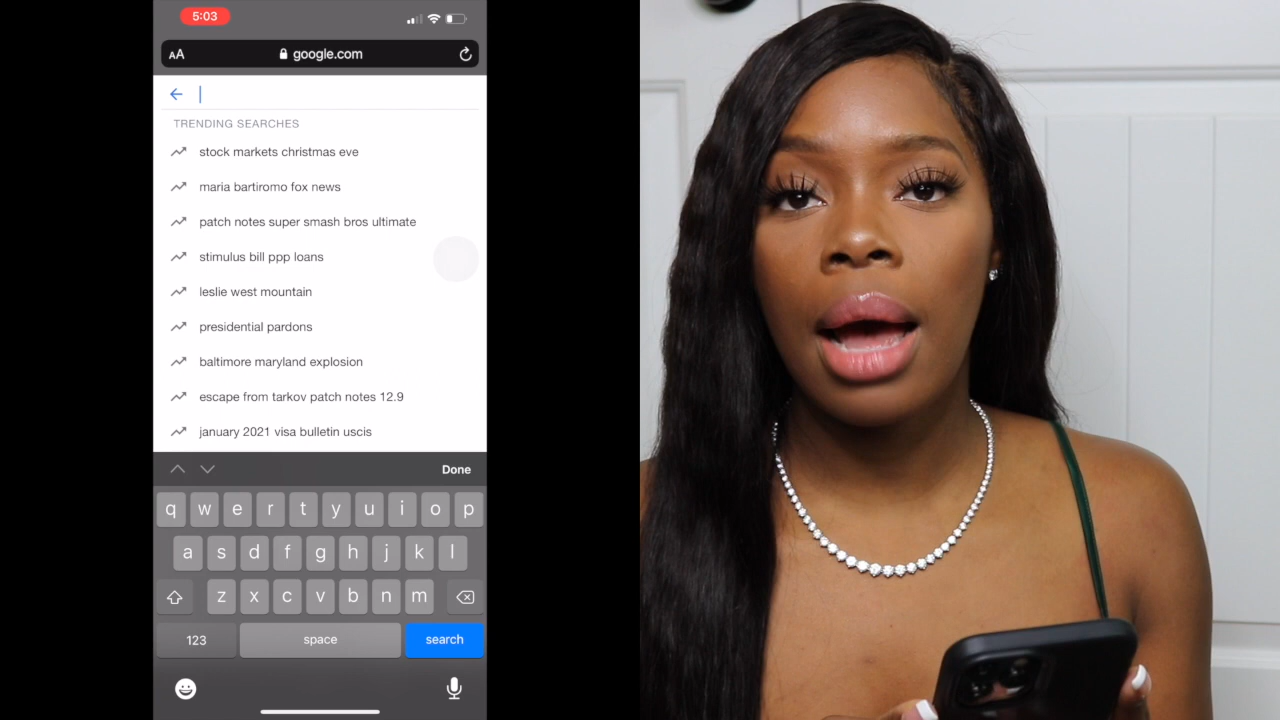 5:03
AA google.com
TRENDING SEARCHES
stock markets christmas eve
maria bartiromo fox news
patch notes super smash bros ultimate
stimulus bill ppp loans
leslie west mountain
presidential pardons
baltimore maryland explosion
escape from tarkov patch notes 12.9
january 2021 visa bulletin uscis
Done
q w e r t y u i o p
a s d f g h j k l
z x c v b n m
123 space search